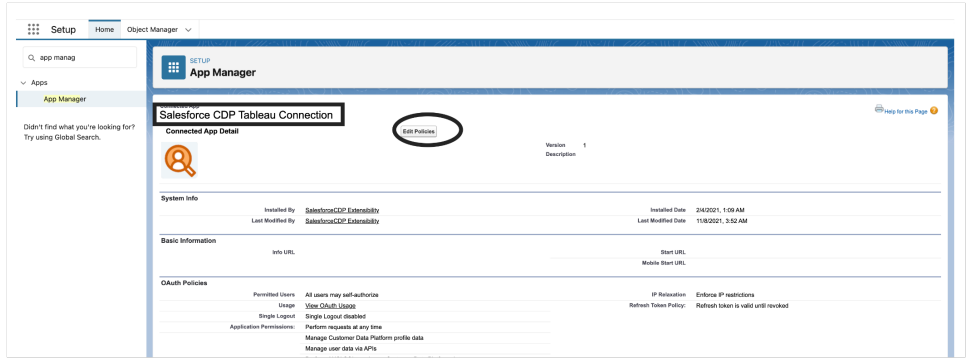 Setup
Home
Object Manager
app manag
Apps
App Manager
Didn't find what you're looking for?
Try using Global Search.
SETUP
App Manager
Connected App
Salesforce CDP Tableau Connection
Help for this Page
Connected App Detail
Edit Policies
Version 1
Description
System Info
Installed By SalesforceCDP Extensibility Installed Date 2/4/2021, 1:09 AM
Last Modified By SalesforceCDP Extensibility Last Modified Date 11/8/2021, 3:52 AM
Basic Information
Info URL Start URL
Mobile Start URL
OAuth Policies
Permitted Users All users may self-authorize IP Relaxation Enforce IP restrictions
Usage View OAuth Usage Refresh Token Policy: Refresh token is valid until revoked
Single Logout Single Logout disabled
Application Permissions: Perform requests at any time
Manage Customer Data Platform profile data
Manage user data via APIs